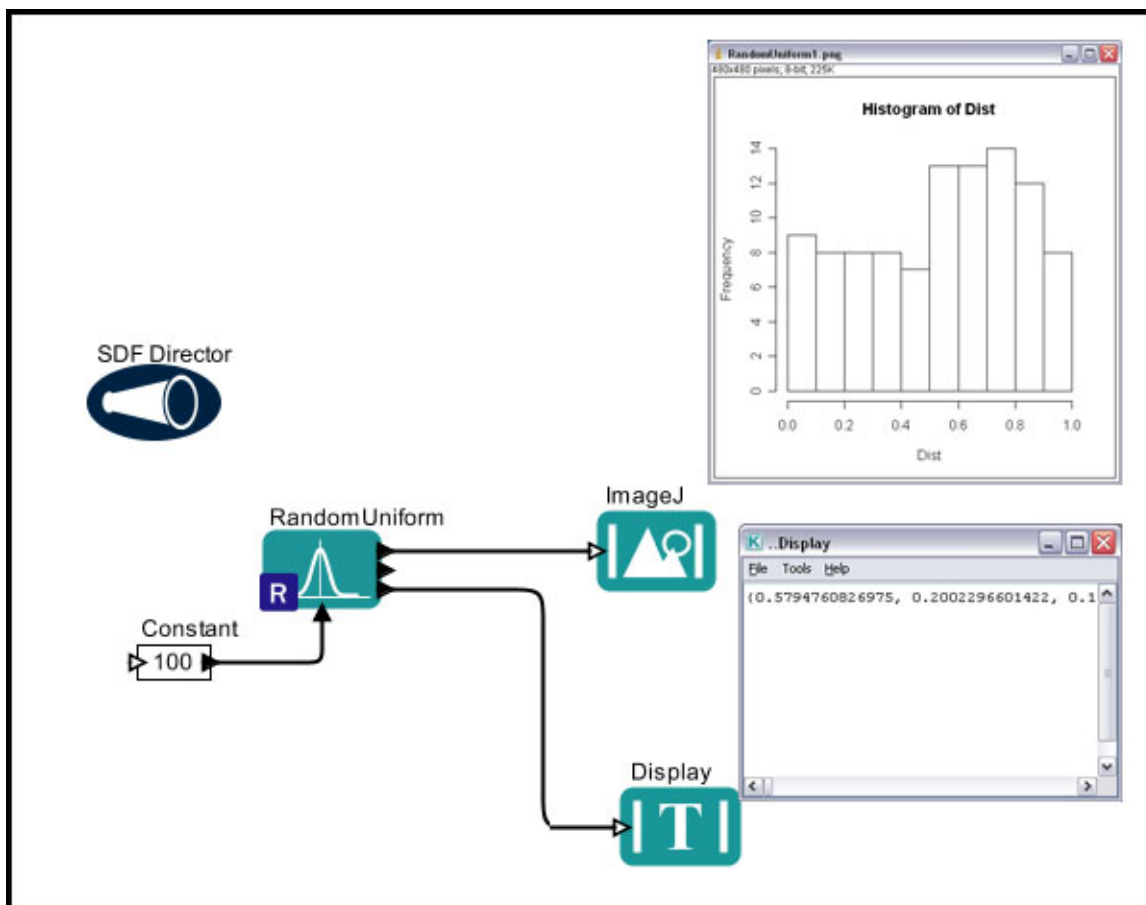 RandomUniform1.png
480x480 pixels; 8-bit; 225K
Histogram of Dist
14
12
10
8
6
4
2
0
Frequency
0.0 0.2 0.4 0.6 0.8 1.0
Dist
SDF Director
ImageJ
RandomUniform
R
Constant
100
..Display
File Tools Help
{0.5794760826975, 0.2002296601422, 0.1
Display
T